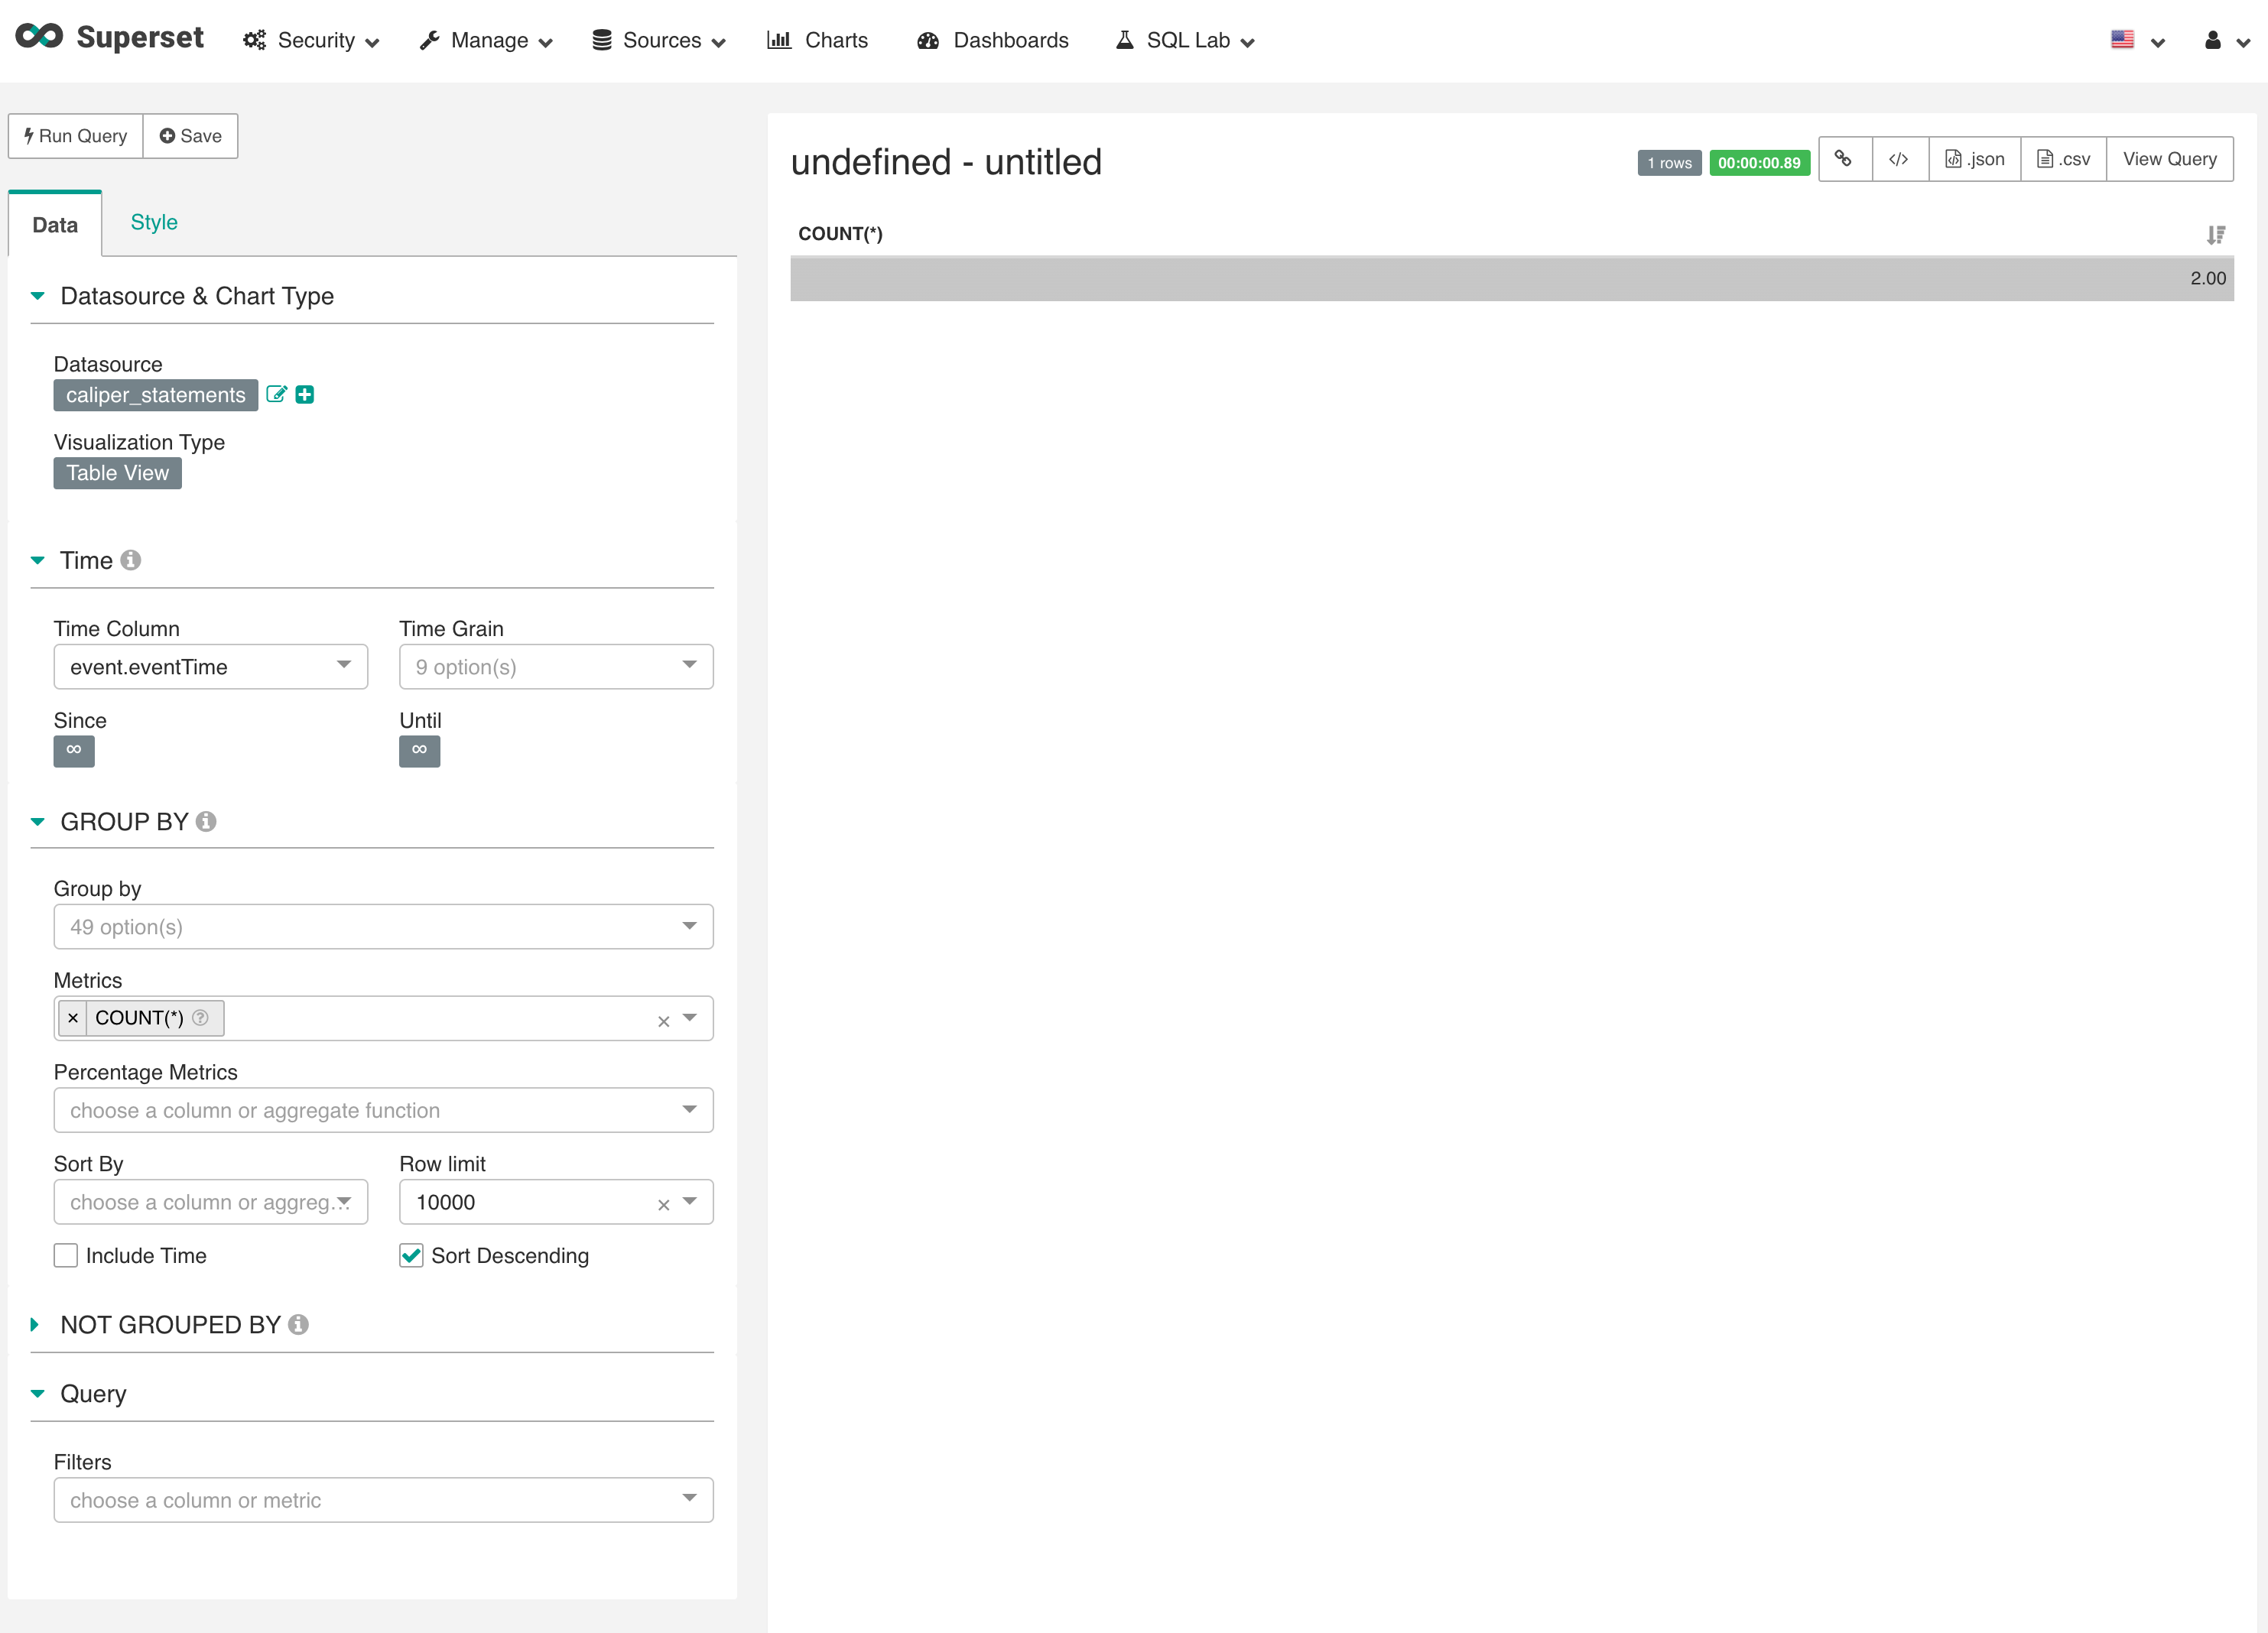 Superset Security Manage Sources Charts Dashboards SQL Lab
Run Query Save
Data Style
Datasource & Chart Type
Datasource
caliper_statements
Visualization Type
Table View
Time
Time Column Time Grain
event.eventTime 9 option(s)
Since Until
∞ ∞
GROUP BY
Group by
49 option(s)
Metrics
× COUNT(*) ×
Percentage Metrics
choose a column or aggregate function
Sort By Row limit
choose a column or aggreg... 10000 ×
Include Time Sort Descending
NOT GROUPED BY
Query
Filters
choose a column or metric
undefined - untitled
1 rows 00:00:00.89 </> .json .csv View Query
COUNT(*)
2.00